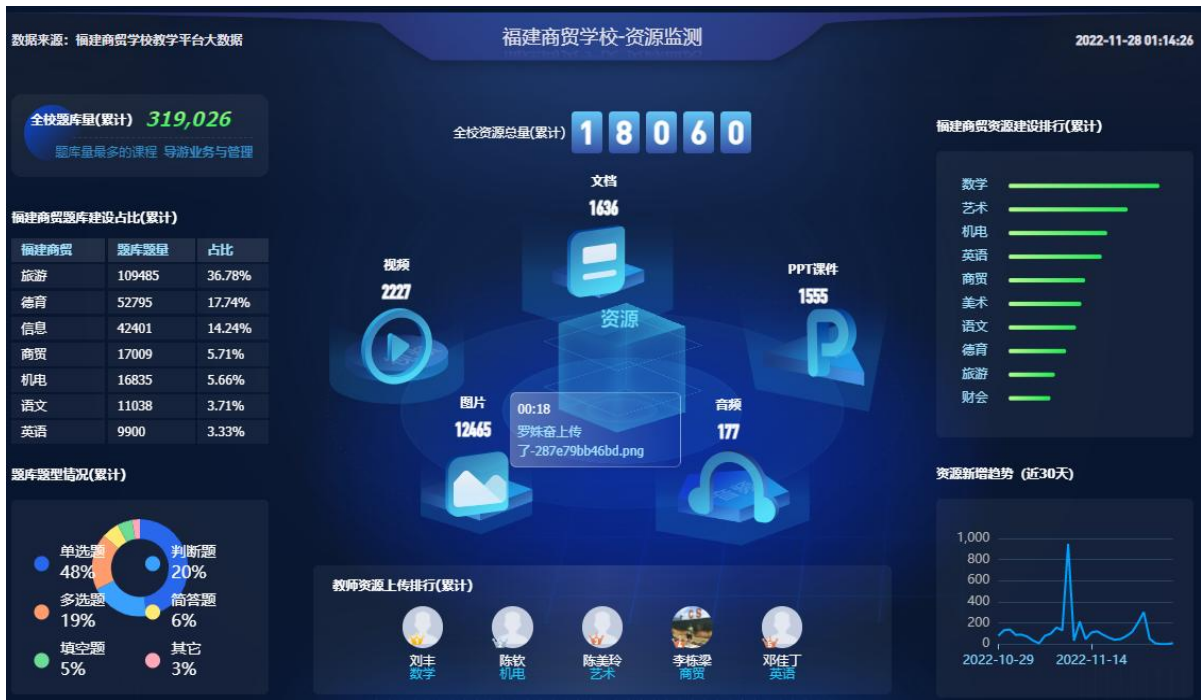 数据来源：福建商贸学校教学平台大数据
福建商贸学校-资源监测
2022-11-28 01:14:26
全校题库量(累计) 319,026
题库量最多的课程 导游业务与管理
福建商贸题库建设占比(累计)
福建商贸 题库题量 占比
旅游 109485 36.78%
德育 52795 17.74%
信息 42401 14.24%
商贸 17009 5.71%
机电 16835 5.66%
语文 11038 3.71%
英语 9900 3.33%
题库题型情况(累计)
单选题 判断题
48% 20%
多选题 简答题
19% 6%
填空题 其它
5% 3%
全校资源总量(累计) 18060
文档
1636
视频
2227
PPT课件
1555
资源
图片
12465
音频
177
00:18
罗姝奋上传
了-287e79bb46bd.png
教师资源上传排行(累计)
刘丰 陈钦 陈美玲 李栋梁 邓佳丁
数学 机电 艺术 商贸 英语
福建商贸资源建设排行(累计)
数学
艺术
机电
英语
商贸
美术
语文
德育
旅游
财会
资源新增趋势（近30天）
1,000
800
600
400
200
0
2022-10-29 2022-11-14